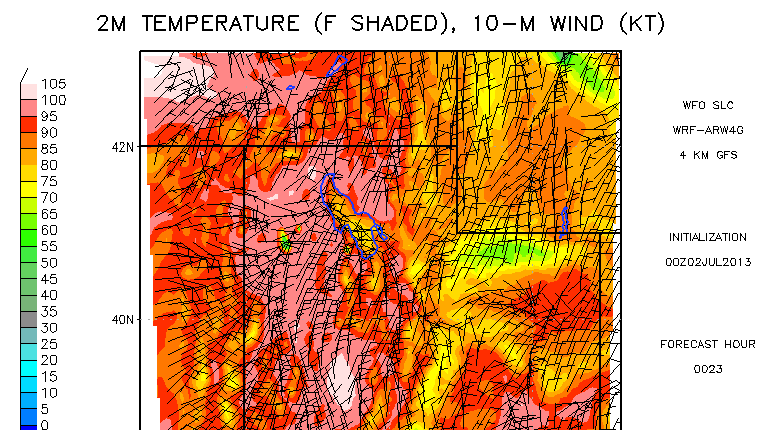 2M TEMPERATURE (F SHADED), 10-M WIND (KT)
105
100
95
90
85
80
75
70
65
60
55
50
45
40
35
30
25
20
15
10
5
0
42N
40N
WFO SLC
WRF-ARW4G
4 KM GFS
INITIALIZATION
00Z02JUL2013
FORECAST HOUR
0023